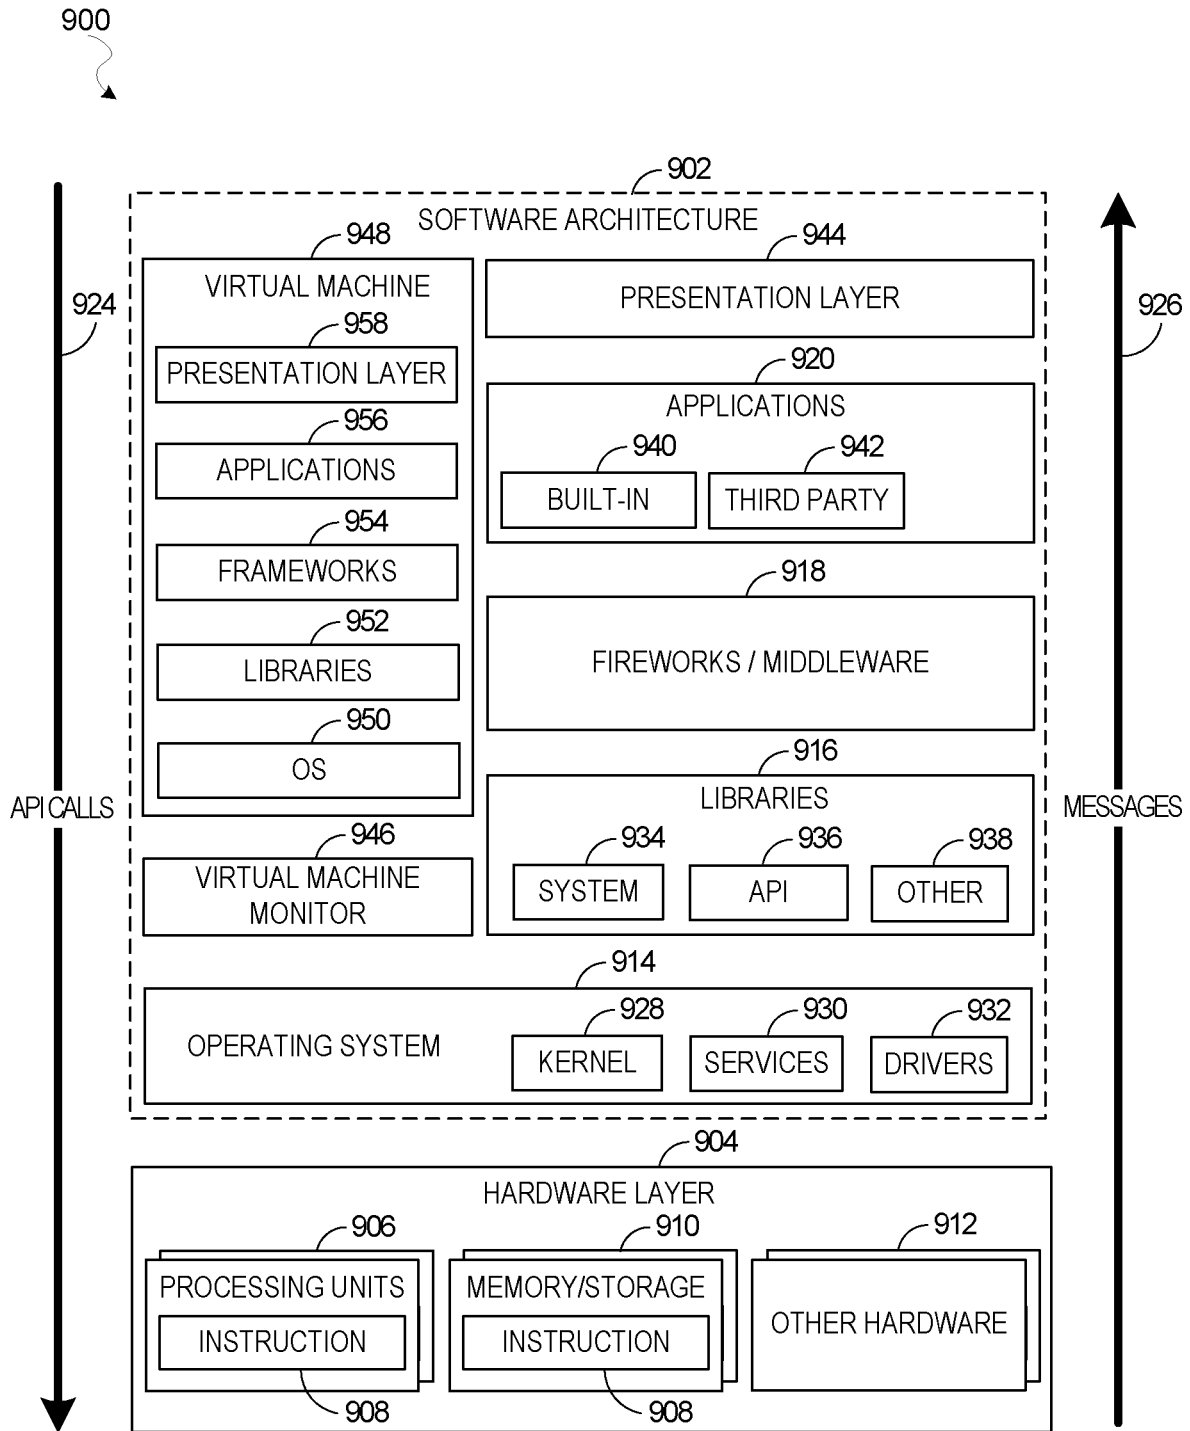 900
902
SOFTWARE ARCHITECTURE
948
VIRTUAL MACHINE
958
PRESENTATION LAYER
956
APPLICATIONS
954
FRAMEWORKS
952
LIBRARIES
950
OS
946
VIRTUAL MACHINE
MONITOR
944
PRESENTATION LAYER
920
APPLICATIONS
940
BUILT-IN
942
THIRD PARTY
918
FIREWORKS / MIDDLEWARE
916
LIBRARIES
934
SYSTEM
936
API
938
OTHER
914
OPERATING SYSTEM
928
KERNEL
930
SERVICES
932
DRIVERS
924
API CALLS
926
MESSAGES
904
HARDWARE LAYER
906
PROCESSING UNITS
INSTRUCTION
908
910
MEMORY/STORAGE
INSTRUCTION
908
912
OTHER HARDWARE